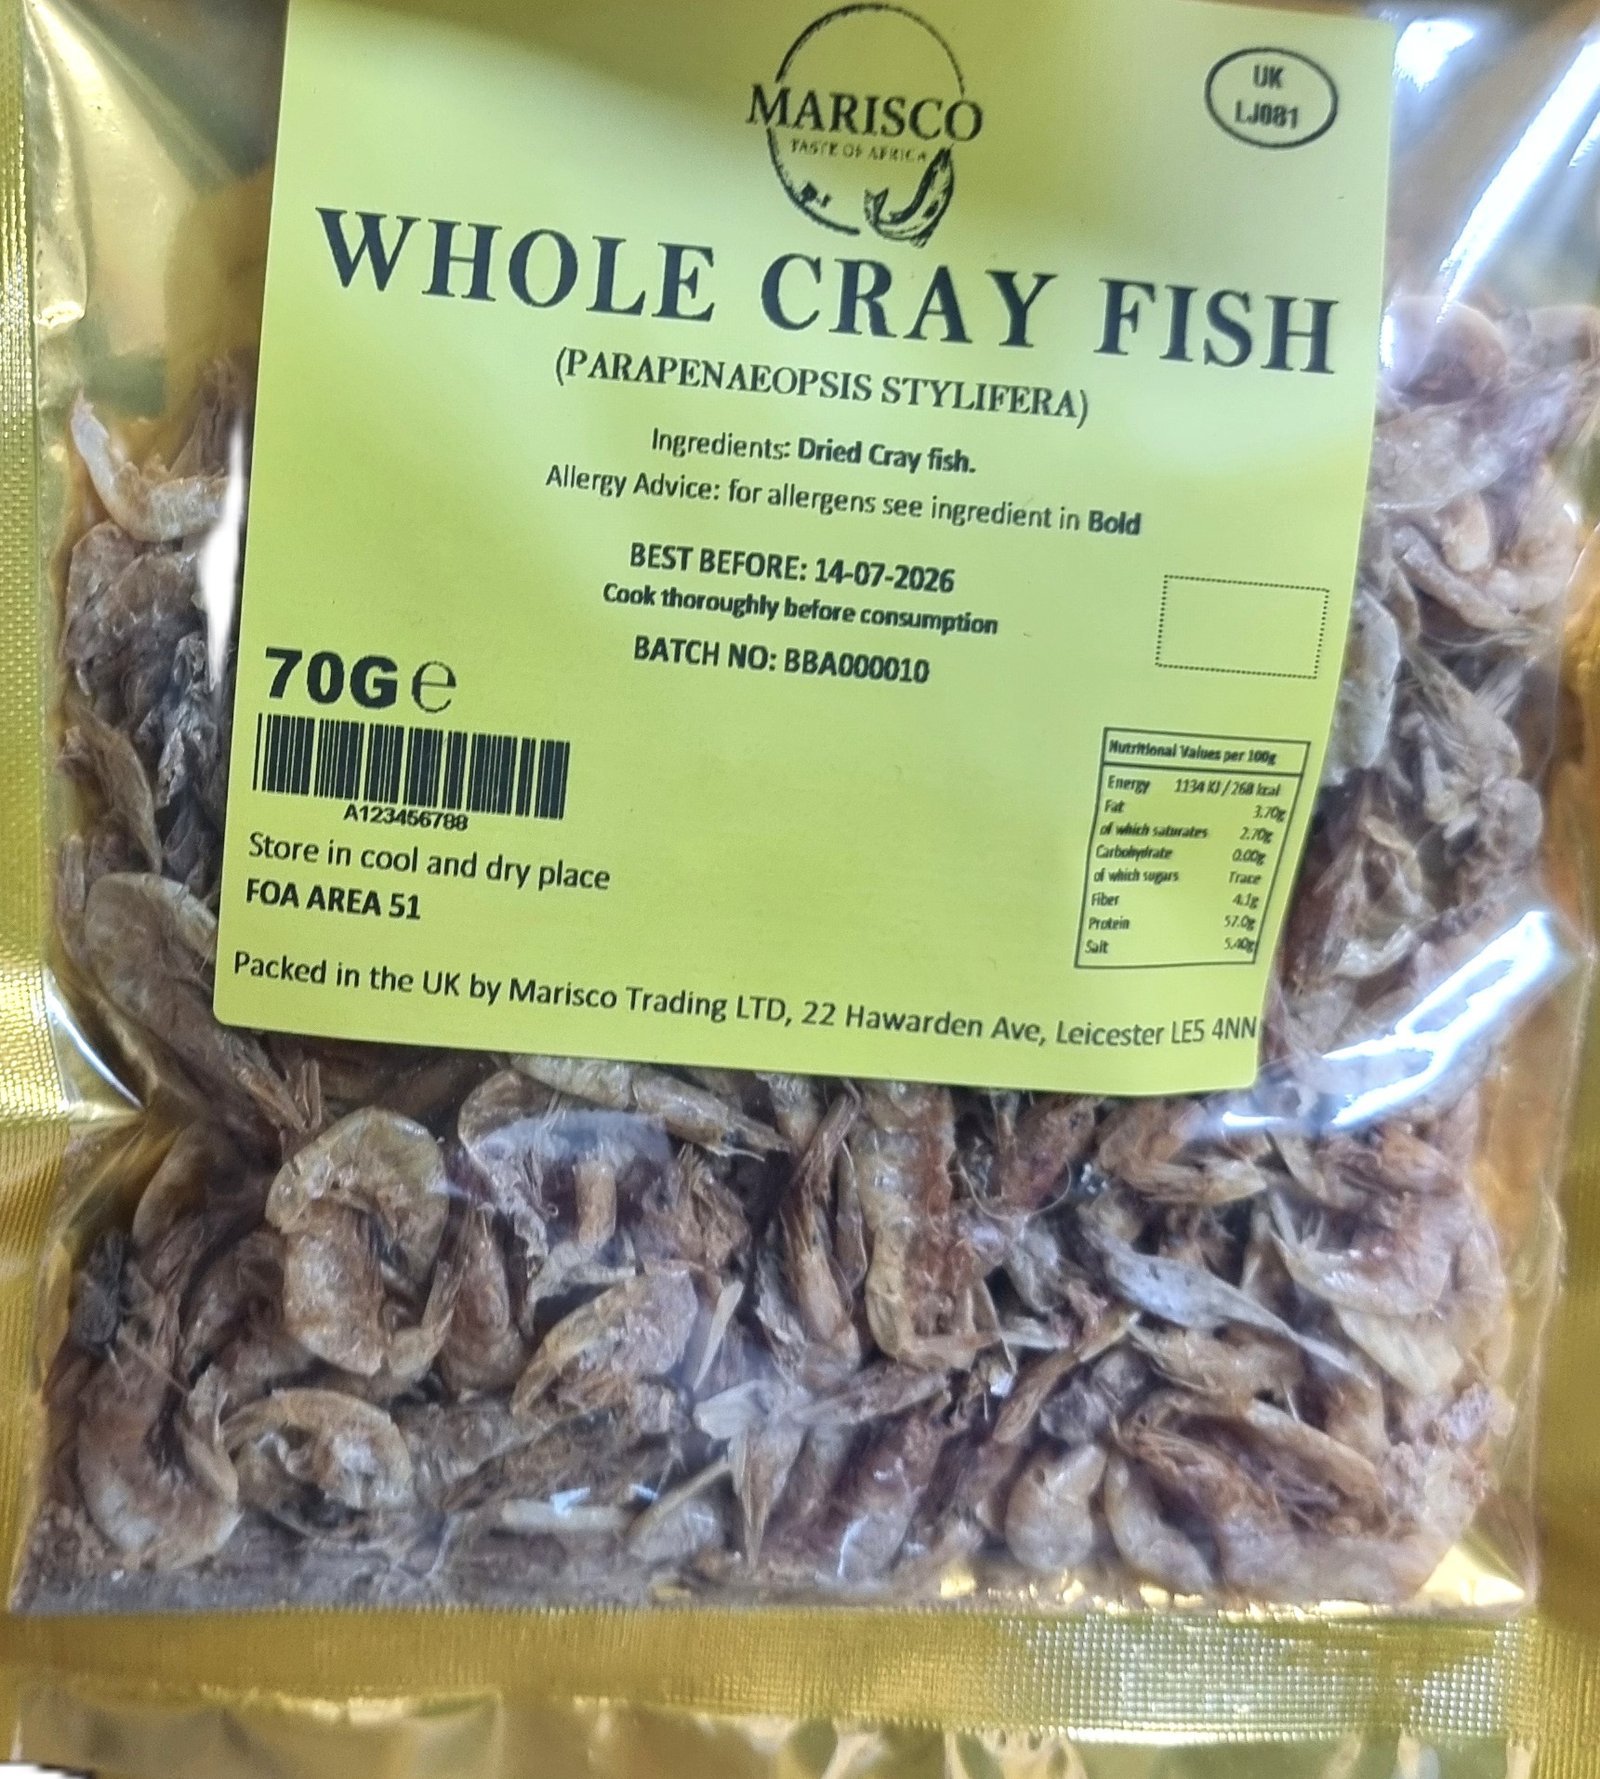 MARISCO
TASTE OF AFRICA
UK
LJ081
WHOLE CRAY FISH
(PARAPENAEOPSIS STYLIFERA)
Ingredients: Dried Cray fish.
Allergy Advice: for allergens see ingredient in Bold
BEST BEFORE: 14-07-2026
Cook thoroughly before consumption
BATCH NO: BBA000010
70G e
A123456788
Store in cool and dry place
FOA AREA 51
Nutritional Values per 100g
Energy 1134 KJ / 268 kcal
Fat 3.70g
of which saturates 2.70g
Carbohydrate 0.00g
of which sugars Trace
Fiber 4.1g
Protein 57.0g
Salt 5.40g
Packed in the UK by Marisco Trading LTD, 22 Hawarden Ave, Leicester LE5 4NN